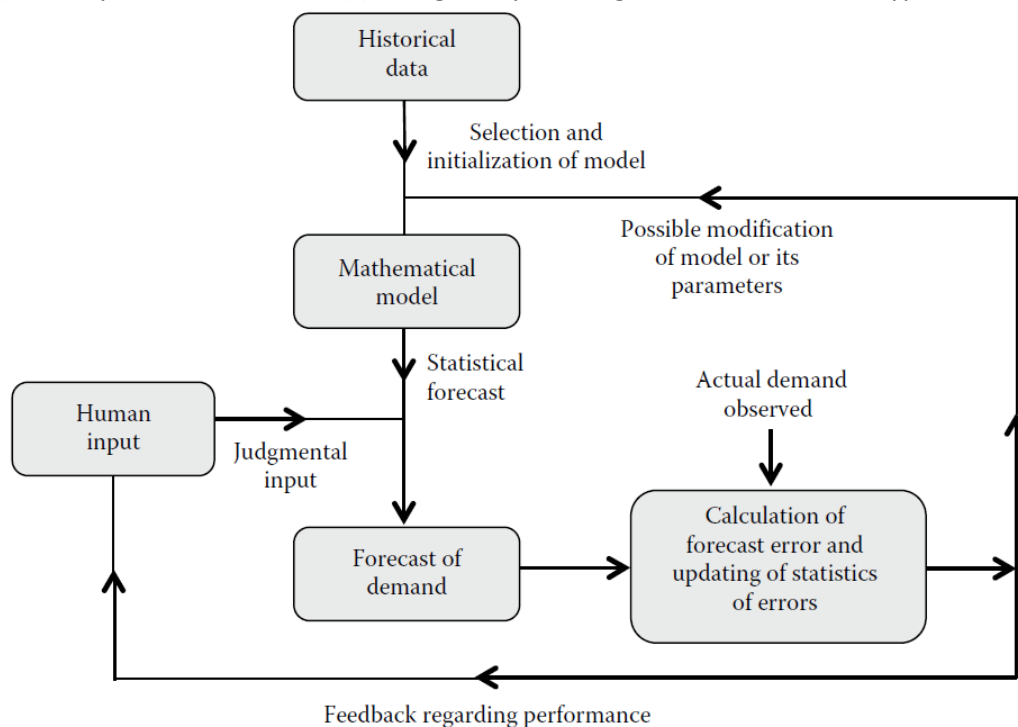 Historical
data
Selection and
initialization of model
Possible modification
of model or its
parameters
Mathematical
model
Statistical
forecast
Actual demand
observed
Human
input
Judgmental
input
Calculation of
forecast error and
updating of statistics
of errors
Forecast of
demand
Feedback regarding performance